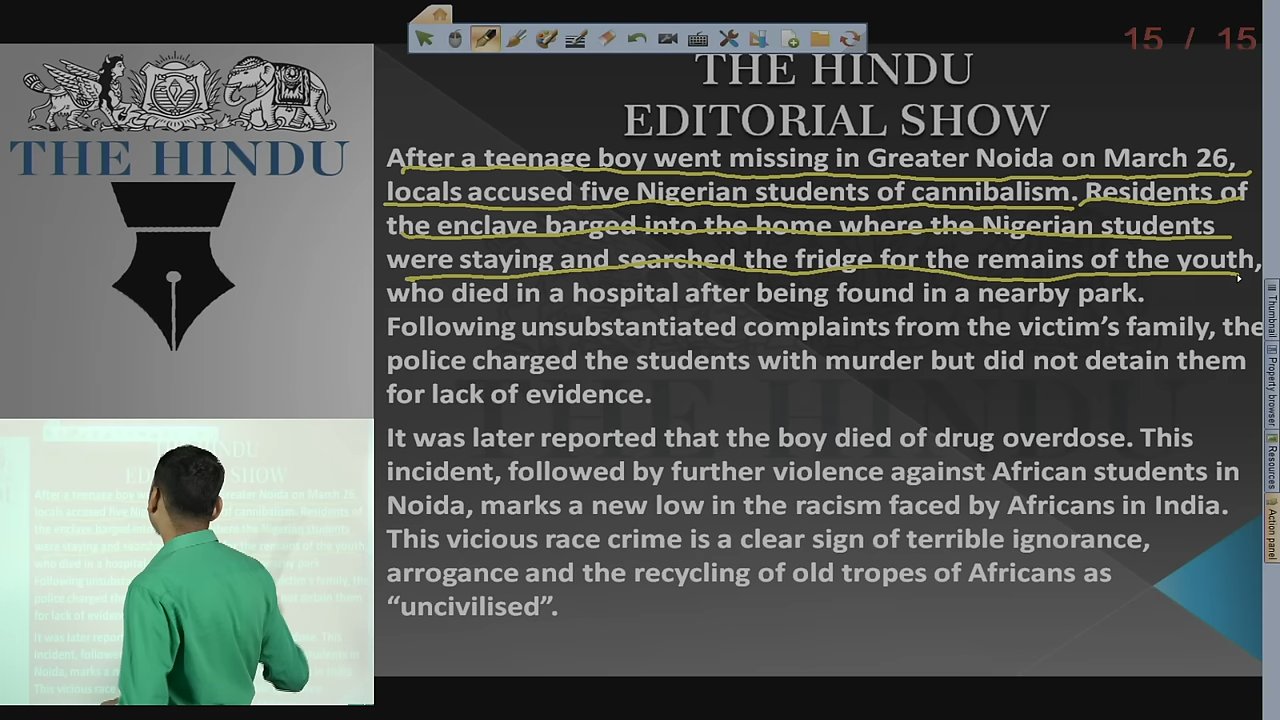 15 / 15
THE HINDU
EDITORIAL SHOW
THE HINDU
After a teenage boy went missing in Greater Noida on March 26,
locals accused five Nigerian students of cannibalism. Residents of
the enclave barged into the home where the Nigerian students
were staying and searched the fridge for the remains of the youth,
who died in a hospital after being found in a nearby park.
Following unsubstantiated complaints from the victim's family, the
police charged the students with murder but did not detain them
for lack of evidence.
It was later reported that the boy died of drug overdose. This
incident, followed by further violence against African students in
Noida, marks a new low in the racism faced by Africans in India.
This vicious race crime is a clear sign of terrible ignorance,
arrogance and the recycling of old tropes of Africans as
“uncivilised”.
Thumbnail
Property browser
Resources
Action panel